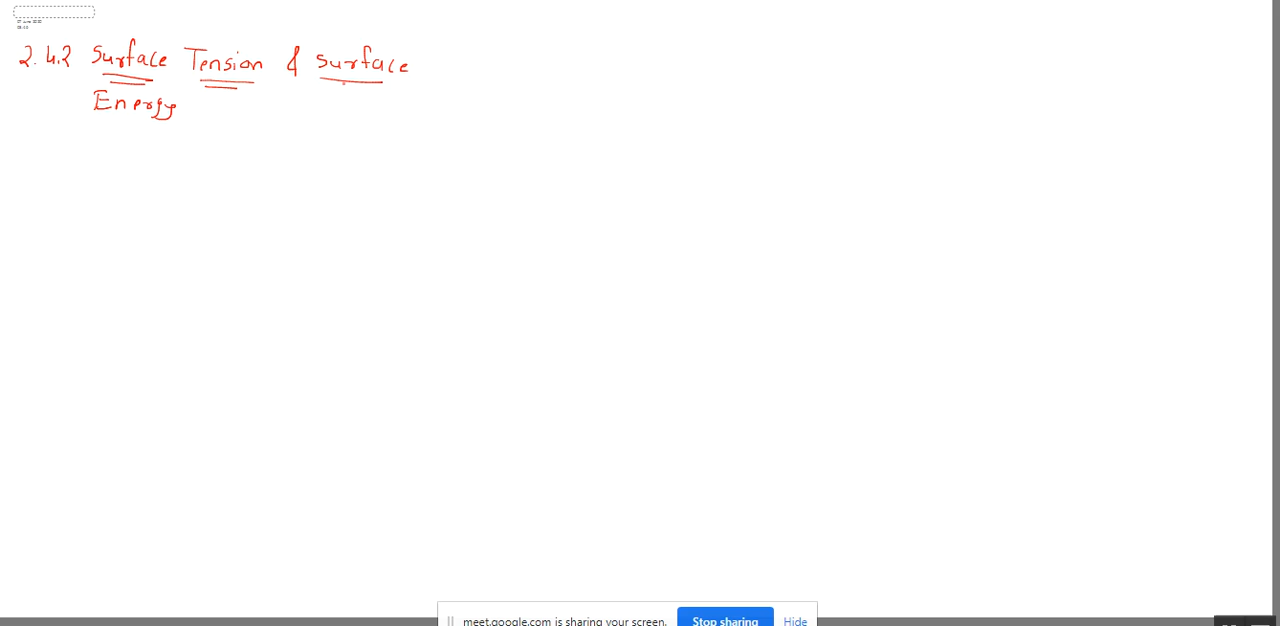 2.4.2 Surface Tension & Surface
Energy
meet.google.com is sharing your screen. Stop sharing Hide